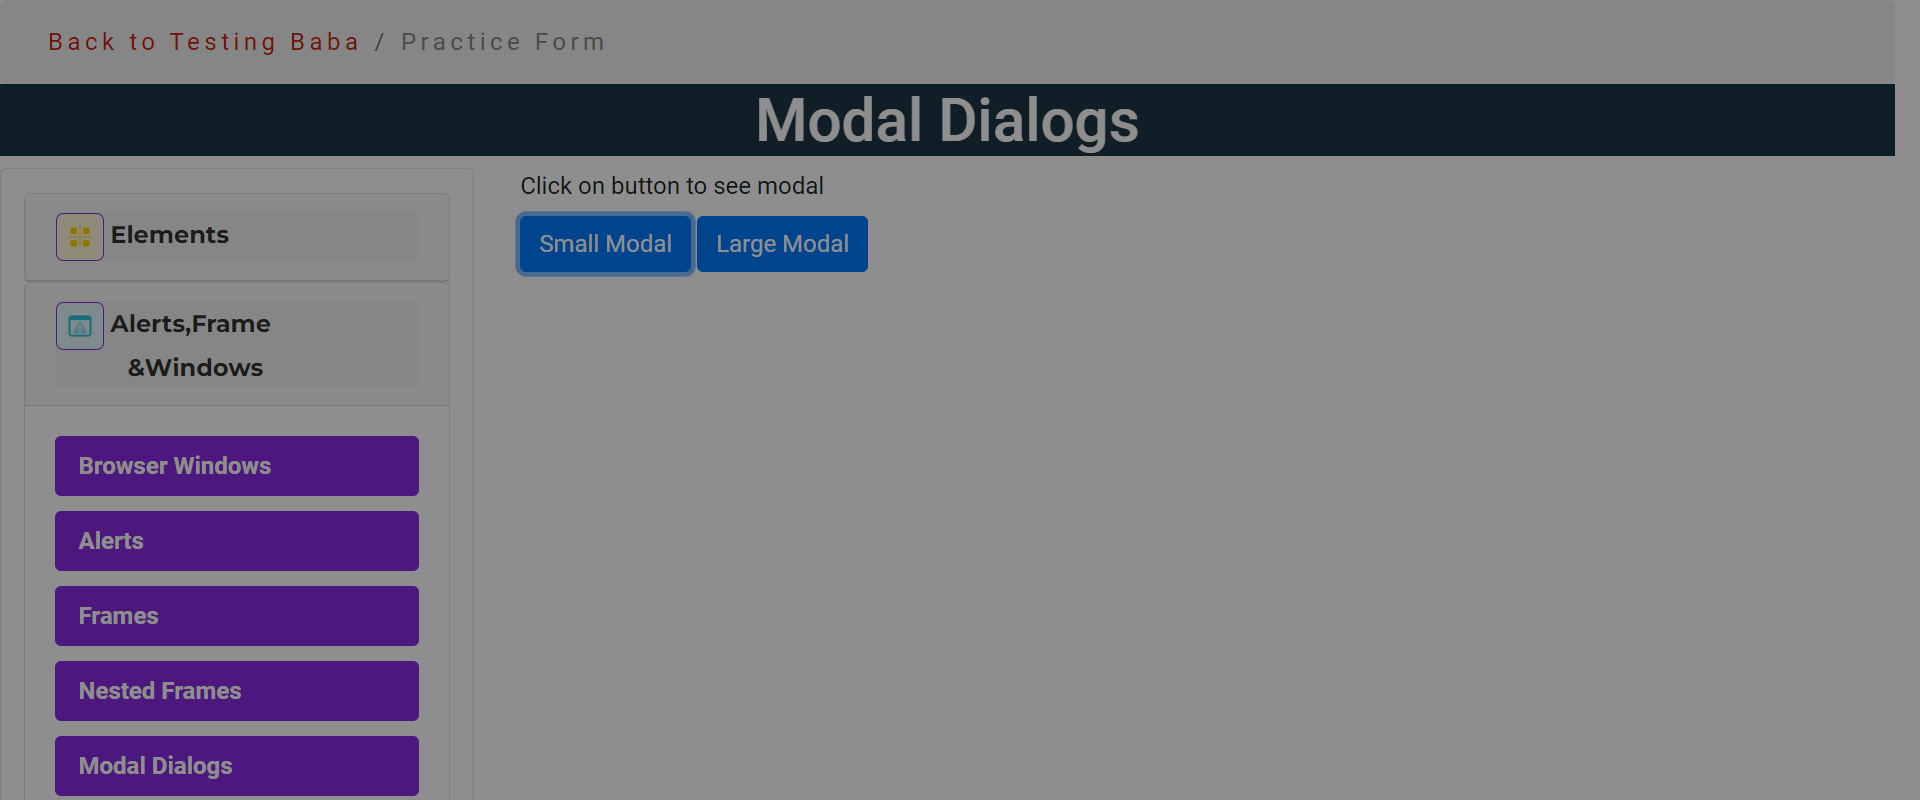 Back to Testing Baba / Practice Form
Modal Dialogs
Elements
Alerts,Frame
&Windows
Browser Windows
Alerts
Frames
Nested Frames
Modal Dialogs
Click on button to see modal
Small Modal
Large Modal